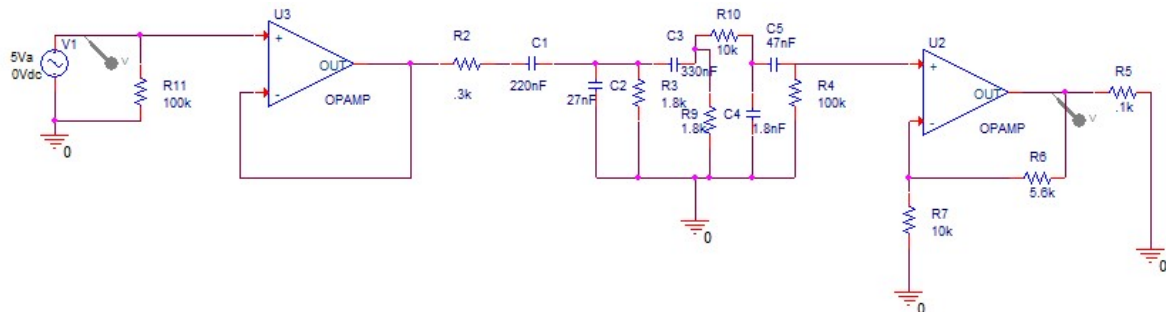 U3
V1
5Va
0Vdc
V
R11
100k
0
+
-
OUT
OPAMP
R2
.3k
C1
220nF
C2
27nF
R3
1.8k
C3
330nF
R9
1.8k
R10
10k
C4
1.8nF
C5
47nF
R4
100k
0
U2
+
-
OUT
OPAMP
V
R5
.1k
R6
5.6k
R7
10k
0
0